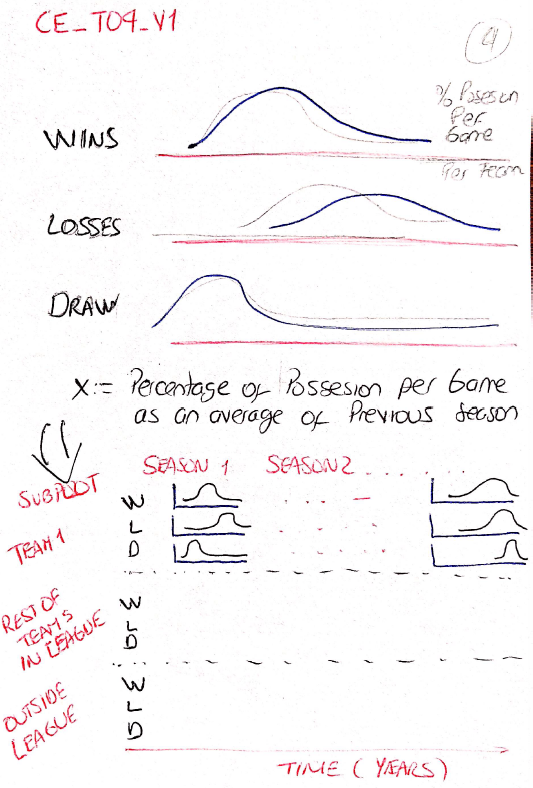 CE_T04_V1
4
% Possesion
Per
Game
WINS
Per Team
LOSSES
DRAW
X:= Percentage of Possesion per Game
as an average of Previous Season
SEASON 1 SEASON 2 . . . . . .
SUBPLOT
TEAM 1
W
L
D
REST OF
TEAMS
IN LEAGUE
W
L
D
OUTSIDE
LEAGUE
W
L
D
TIME (YEARS)